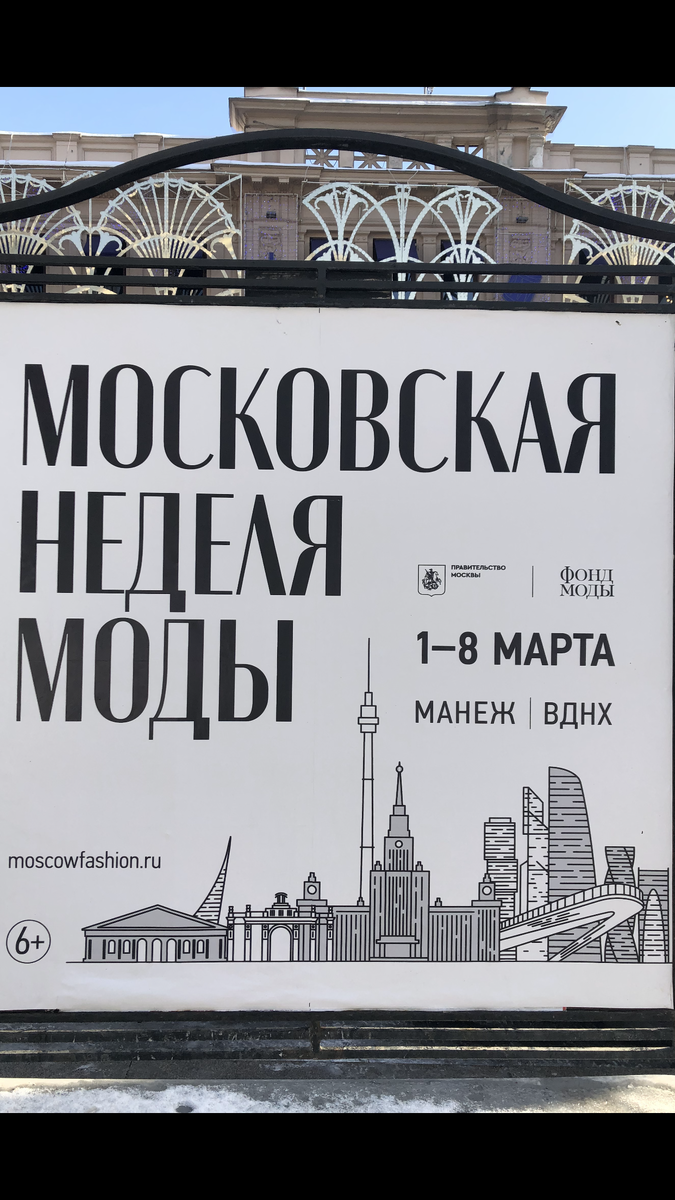 МОСКОВСКАЯ
НЕДЕЛЯ
МОДЫ
ПРАВИТЕЛЬСТВО
МОСКВЫ
ФОНД
МОДЫ
1–8 МАРТА
МАНЕЖ | ВДНХ
moscowfashion.ru
6+